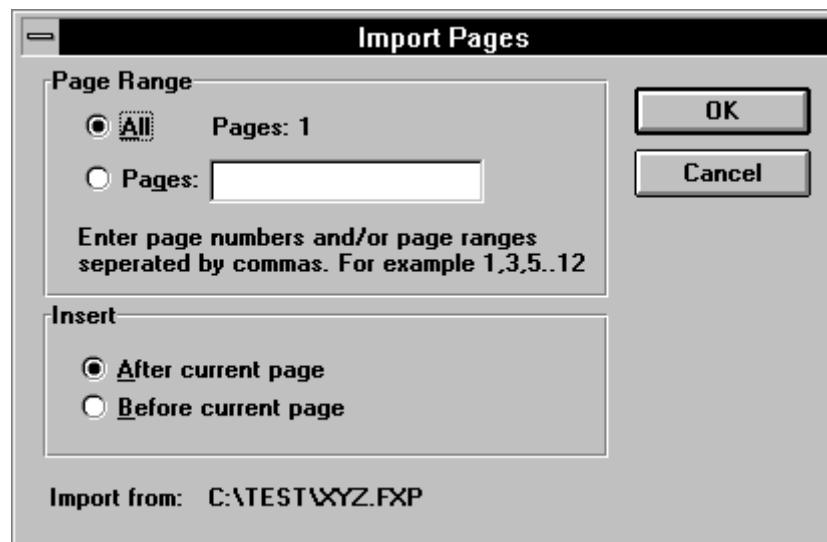 Import Pages
Page Range
All Pages: 1
Pages:
Enter page numbers and/or page ranges
seperated by commas. For example 1,3,5..12
Insert
After current page
Before current page
Import from: C:\TEST\XYZ.FXP
OK
Cancel